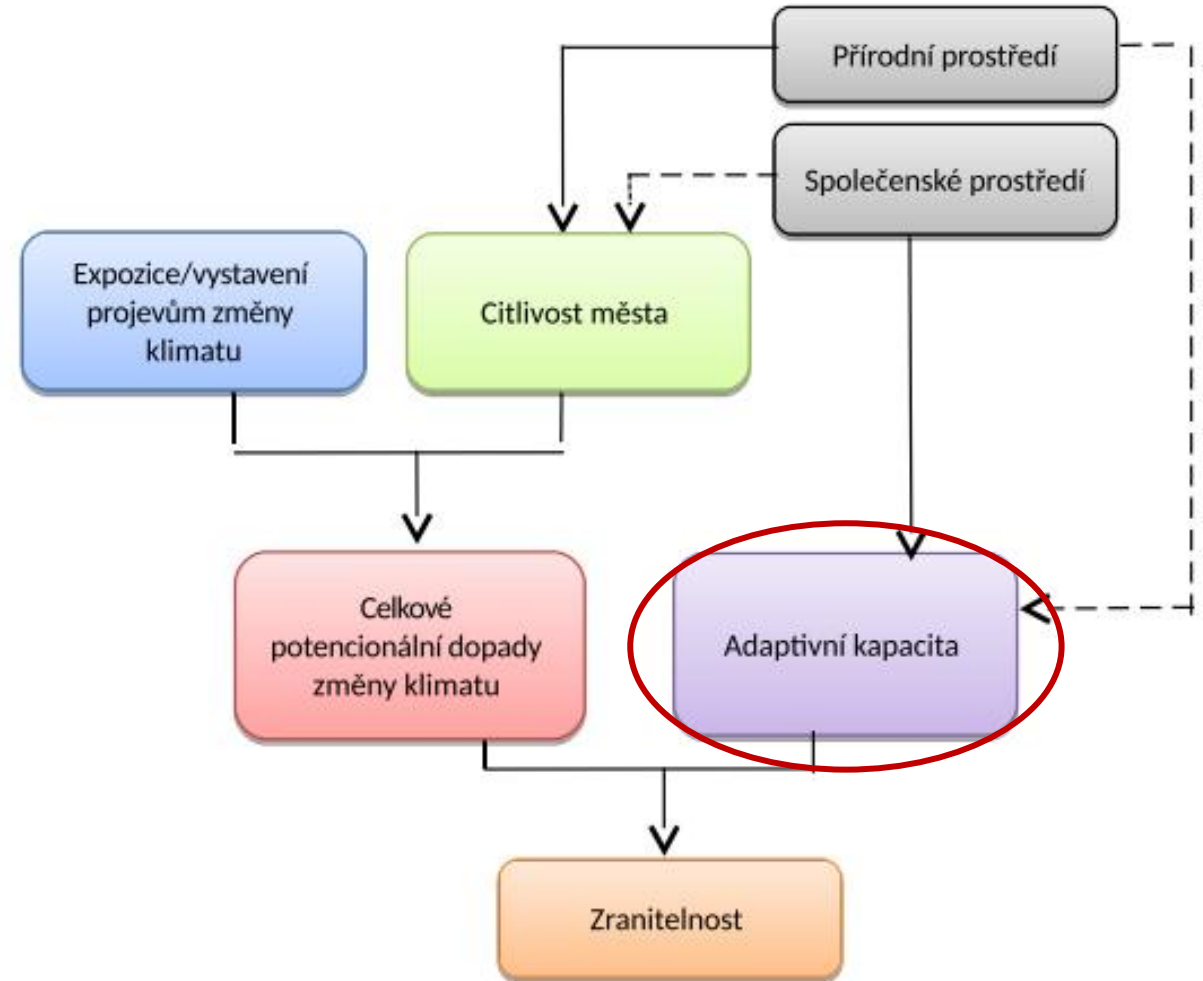 Přírodní prostředí
Společenské prostředí
Expozice/vystavení
projevům změny
klimatu
Citlivost města
Celkové
potencionální dopady
změny klimatu
Adaptivní kapacita
Zranitelnost